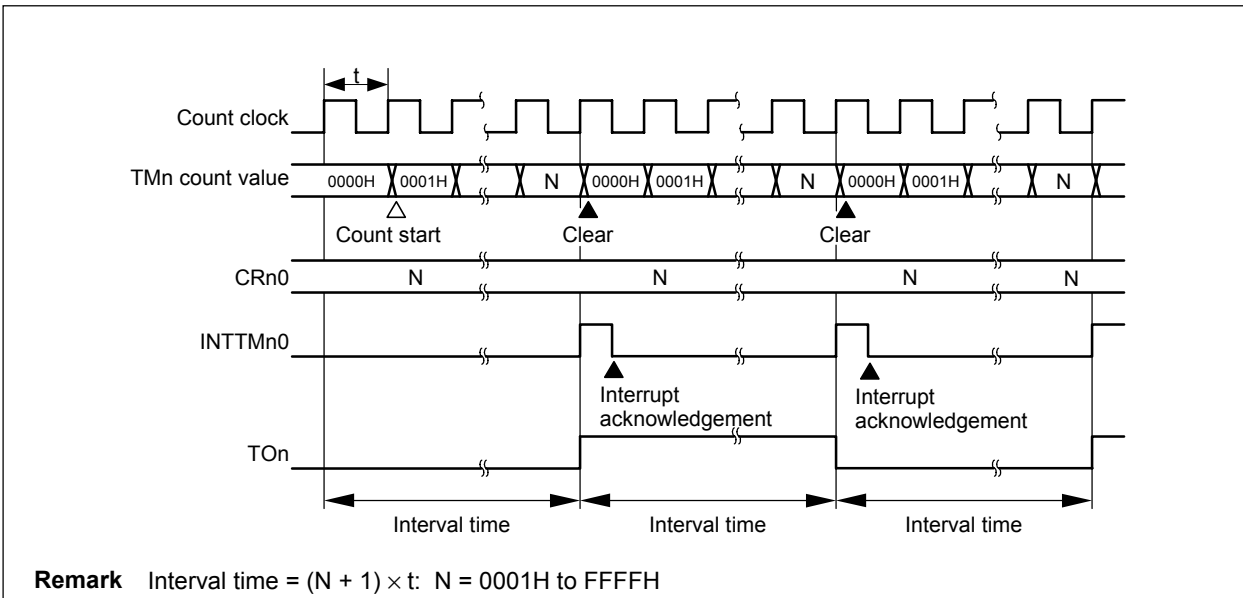 t
Count clock
TMn count value 0000H 0001H N 0000H 0001H N 0000H 0001H N
Count start Clear Clear
CRn0 N N N N
INTTMn0
Interrupt acknowledgement Interrupt acknowledgement
TOn
Interval time Interval time Interval time
Remark Interval time = (N + 1) × t: N = 0001H to FFFFH